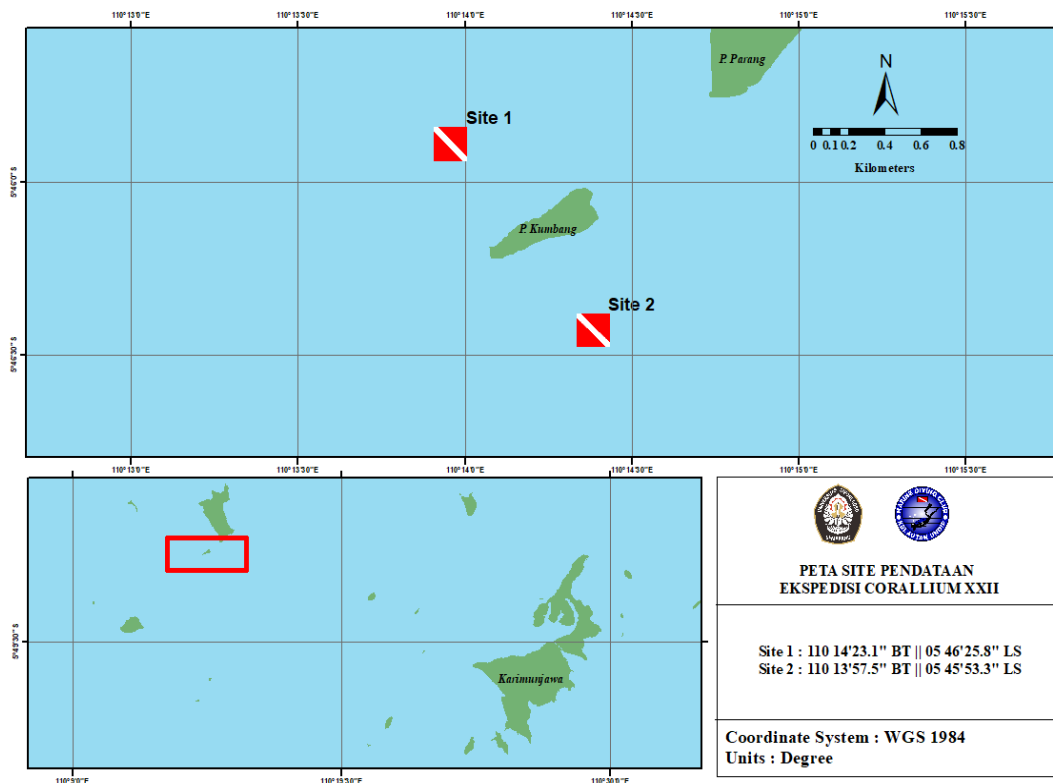 110°13'0"E 110°13'30"E 110°14'0"E 110°14'30"E 110°15'0"E 110°15'30"E
P. Parang
N
Site 1
0 0.1 0.2 0.4 0.6 0.8
Kilometers
5°46'0"S
P. Kumbang
Site 2
5°46'30"S
110°13'0"E 110°13'30"E 110°14'0"E 110°14'30"E 110°15'0"E 110°15'30"E
PETA SITE PENDATAAN
EKSPEDISI CORALLIUM XXII
Site 1 : 110 14'23.1" BT || 05 46'25.8" LS
Site 2 : 110 13'57.5" BT || 05 45'53.3" LS
Karimunjawa
Coordinate System : WGS 1984
Units : Degree